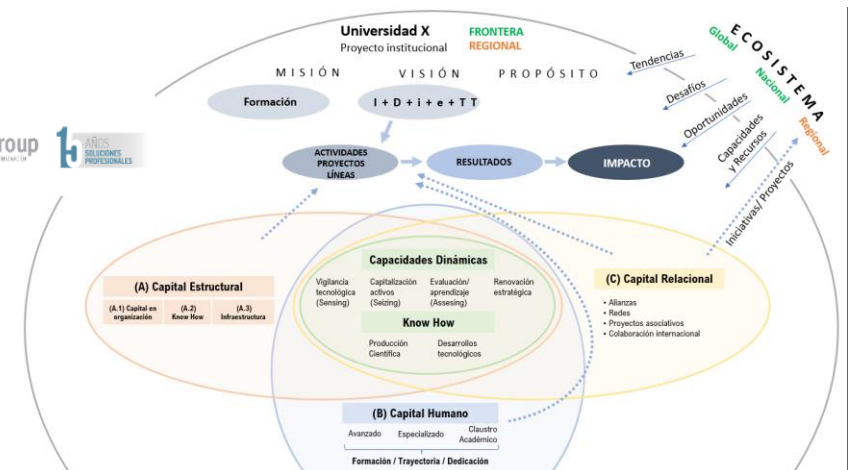 Universidad X
FRONTERA
Proyecto institucional
REGIONAL
ECOSISTEMA
Global
Nacional
Regional
MISIÓN VISIÓN PROPÓSITO
Tendencias
Desafíos
Oportunidades
Capacidades
y Recursos
Iniciativas/ Proyectos
Formación
I + D + i + e + T T
roup
15 AÑOS
SOLUCIONES
PROFESIONALES
ACTIVIDADES
PROYECTOS
LÍNEAS
RESULTADOS
IMPACTO
Capacidades Dinámicas
Vigilancia
tecnológica
(Sensing)
Capitalización
activos
(Seizing)
Evaluación/
aprendizaje
(Assesing)
Renovación
estratégica
Know How
Producción
Científica
Desarrollos
tecnológicos
(A) Capital Estructural
(A.1) Capital en
organización
(A.2)
Know How
(A.3)
Infraestructura
(C) Capital Relacional
• Alianzas
• Redes
• Proyectos asociativos
• Colaboración internacional
(B) Capital Humano
Avanzado
Especializado
Claustro
Académico
Formación / Trayectoria / Dedicación